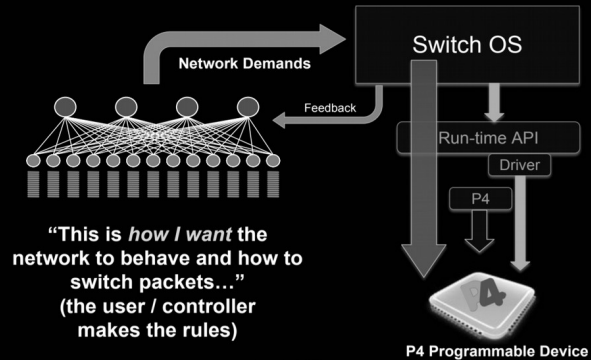 Switch OS
Network Demands
Feedback
Run-time API
Driver
P4
“This is how I want the
network to behave and how to
switch packets…”
(the user / controller
makes the rules)
P4
P4 Programmable Device